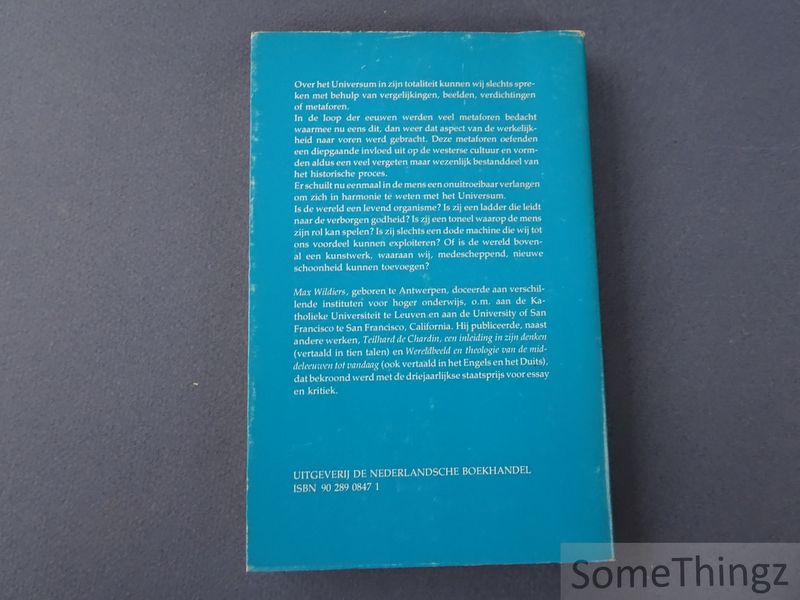 Over het Universum in zijn totaliteit kunnen wij slechts spre-
ken met behulp van vergelijkingen, beelden, verdichtingen
of metaforen.
In de loop der eeuwen werden veel metaforen bedacht
waarmee nu eens dit, dan weer dat aspect van de werkelijk-
heid naar voren werd gebracht. Deze metaforen oefenden
een diepgaande invloed uit op de westerse cultuur en vorm-
den aldus een veel vergeten maar wezenlijk bestanddeel van
het historische proces.
Er schuilt nu eenmaal in de mens een onuitroeibaar verlangen
om zich in harmonie te weten met het Universum.
Is de wereld een levend organisme? Is zij een ladder die leidt
naar de verborgen godheid? Is zij een toneel waarop de mens
zijn rol kan spelen? Is zij slechts een dode machine die wij tot
ons voordeel kunnen exploiteren? Of is de wereld boven-
al een kunstwerk, waaraan wij, medescheppend, nieuwe
schoonheid kunnen toevoegen?
Max Wildiers, geboren te Antwerpen, doceerde aan verschil-
lende instituten voor hoger onderwijs, o.m. aan de Ka-
tholieke Universiteit te Leuven en aan de University of San
Francisco te San Francisco, California. Hij publiceerde, naast
andere werken, Teilhard de Chardin, een inleiding in zijn denken
(vertaald in tien talen) en Wereldbeeld en theologie van de mid-
deleeuwen tot vandaag (ook vertaald in het Engels en het Duits),
dat bekroond werd met de driejaarlijkse staatsprijs voor essay
en kritiek.
UITGEVERIJ DE NEDERLANDSCHE BOEKHANDEL
ISBN 90 289 0847 1
SomeThingz